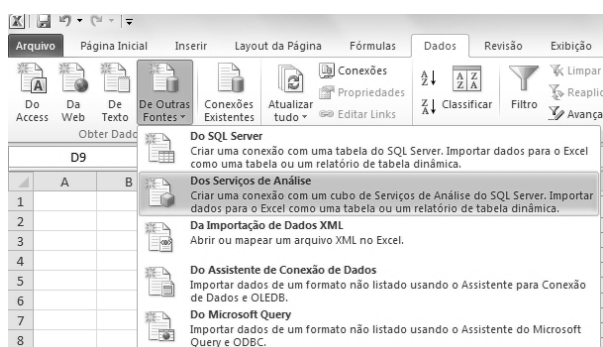 Arquivo Página Inicial Inserir Layout da Página Fórmulas Dados Revisão Exibição
Do Access
Da Web
De Texto
De Outras Fontes
Conexões Existentes
Atualizar tudo
Conexões
Propriedades
Editar Links
Classificar
Filtro
Limpar
Reaplic
Avança
Obter Dado
D9
A B
1
2
3
4
5
6
7
8
Do SQL Server
Criar uma conexão com uma tabela do SQL Server. Importar dados para o Excel
como uma tabela ou um relatório de tabela dinâmica.
Dos Serviços de Análise
Criar uma conexão com um cubo de Serviços de Análise do SQL Server. Importar
dados para o Excel como uma tabela ou um relatório de tabela dinâmica.
Da Importação de Dados XML
Abrir ou mapear um arquivo XML no Excel.
Do Assistente de Conexão de Dados
Importar dados de um formato não listado usando o Assistente para Conexão
de Dados e OLEDB.
Do Microsoft Query
Importar dados de um formato não listado usando o Assistente do Microsoft
Query e ODBC.